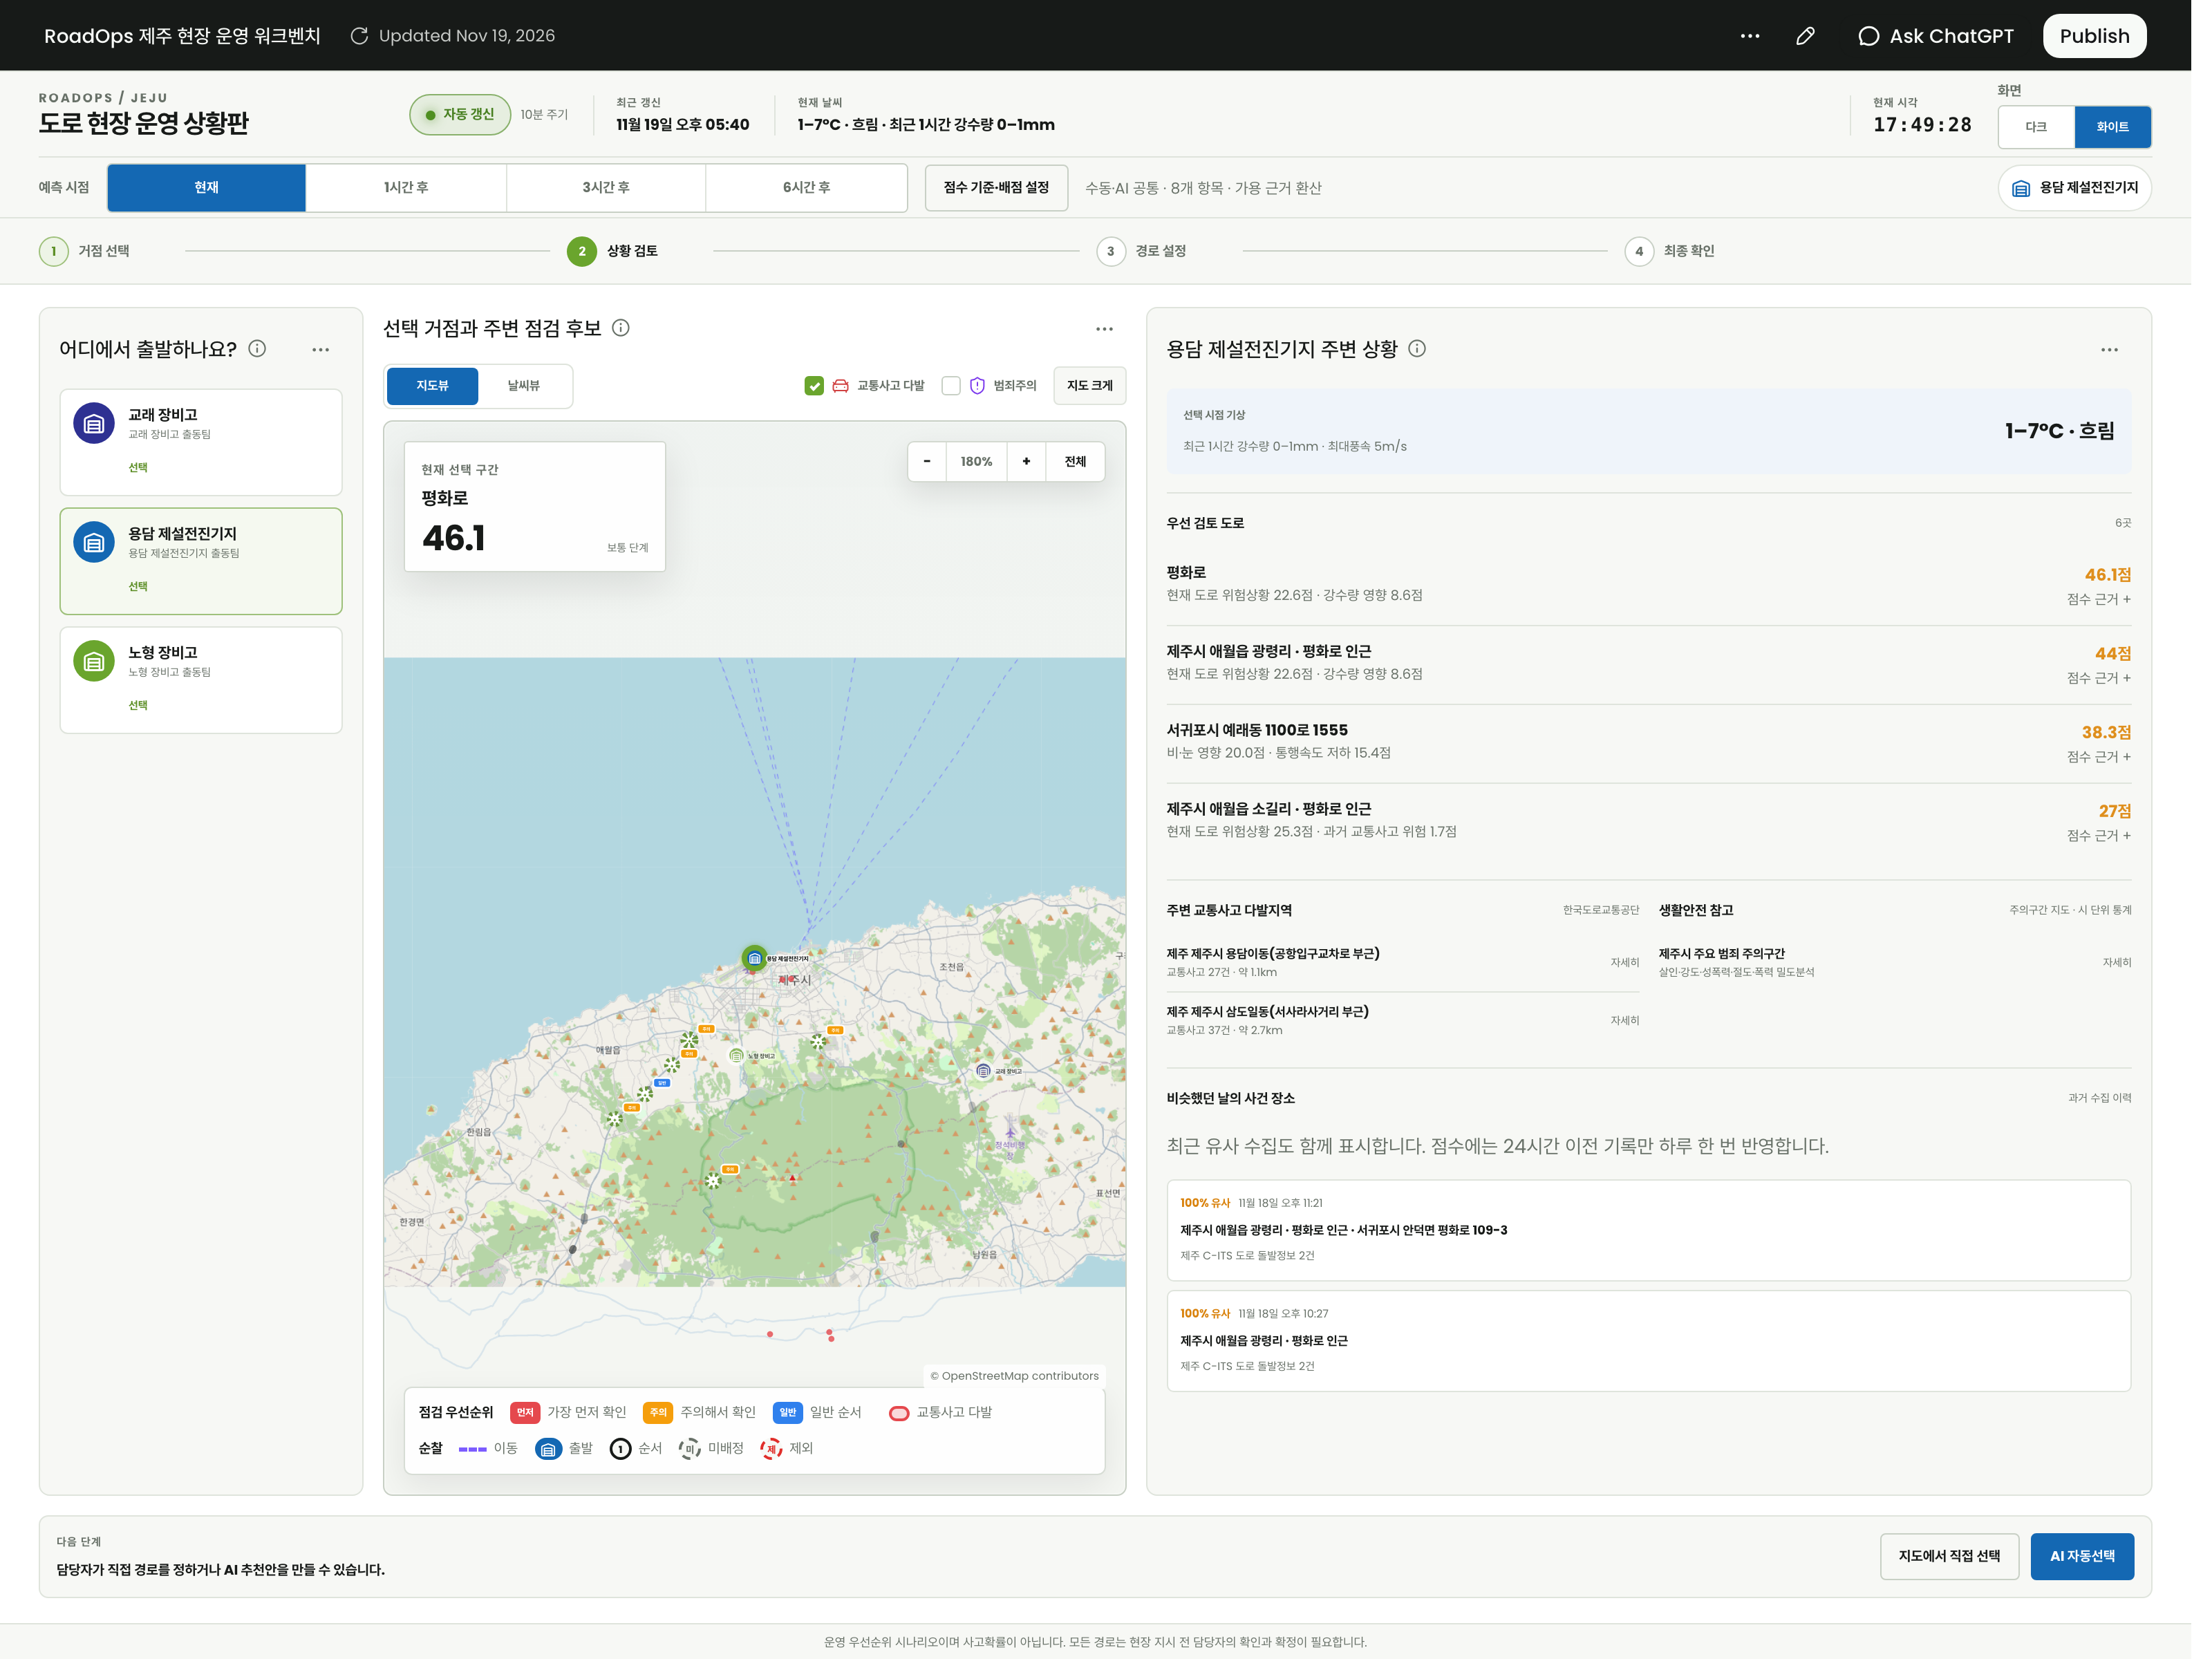 RoadOps 제주 현장 운영 워크벤치
Updated Nov 19, 2026
Ask ChatGPT
Publish
ROADOPS / JEJU
도로 현장 운영 상황판
자동 갱신
10분 주기
최근 갱신
11월 19일 오후 05:40
현재 날씨
1–7°C · 흐림 · 최근 1시간 강수량 0–1mm
현재 시각
17:49:28
화면
다크
화이트
예측 시점
현재
1시간 후
3시간 후
6시간 후
점수 기준·배점 설정
수동·AI 공통 · 8개 항목 · 가용 근거 환산
용담 제설전진기지
1 거점 선택
2 상황 검토
3 경로 설정
4 최종 확인
어디에서 출발하나요?
교래 장비고
교래 장비고 출동팀
선택
용담 제설전진기지
용담 제설전진기지 출동팀
선택
노형 장비고
노형 장비고 출동팀
선택
선택 거점과 주변 점검 후보
지도뷰
날씨뷰
교통사고 다발
범죄주의
지도 크게
현재 선택 구간
평화로
46.1
보통 단계
-
180%
+
전체
용담 제설전진기지
제주시
조천읍
애월읍
노형 장비고
교래 장비고
한림읍
정석비행장
표선면
한경면
남원읍
© OpenStreetMap contributors
점검 우선순위
먼저 가장 먼저 확인
주의 주의해서 확인
일반 일반 순서
교통사고 다발
순찰
이동
출발
1 순서
미 미배정
제 제외
용담 제설전진기지 주변 상황
선택 시점 기상
최근 1시간 강수량 0–1mm · 최대풍속 5m/s
1–7°C · 흐림
우선 검토 도로
6곳
평화로
현재 도로 위험상황 22.6점 · 강수량 영향 8.6점
46.1점
점수 근거 +
제주시 애월읍 광령리 · 평화로 인근
현재 도로 위험상황 22.6점 · 강수량 영향 8.6점
44점
점수 근거 +
서귀포시 예래동 1100로 1555
비·눈 영향 20.0점 · 통행속도 저하 15.4점
38.3점
점수 근거 +
제주시 애월읍 소길리 · 평화로 인근
현재 도로 위험상황 25.3점 · 과거 교통사고 위험 1.7점
27점
점수 근거 +
주변 교통사고 다발지역
한국도로교통공단
제주 제주시 용담이동(공항입구교차로 부근)
교통사고 27건 · 약 1.1km
자세히
제주 제주시 삼도일동(서사라사거리 부근)
교통사고 37건 · 약 2.7km
자세히
생활안전 참고
주의구간 지도 · 시 단위 통계
제주시 주요 범죄 주의구간
살인·강도·성폭력·절도·폭력 밀도분석
자세히
비슷했던 날의 사건 장소
과거 수집 이력
최근 유사 수집도 함께 표시합니다. 점수에는 24시간 이전 기록만 하루 한 번 반영합니다.
100% 유사 11월 18일 오후 11:21
제주시 애월읍 광령리 · 평화로 인근 · 서귀포시 안덕면 평화로 109-3
제주 C-ITS 도로 돌발정보 2건
100% 유사 11월 18일 오후 10:27
제주시 애월읍 광령리 · 평화로 인근
제주 C-ITS 도로 돌발정보 2건
다음 단계
담당자가 직접 경로를 정하거나 AI 추천안을 만들 수 있습니다.
지도에서 직접 선택
AI 자동선택
운영 우선순위 시나리오이며 사고확률이 아닙니다. 모든 경로는 현장 지시 전 담당자의 확인과 확정이 필요합니다.